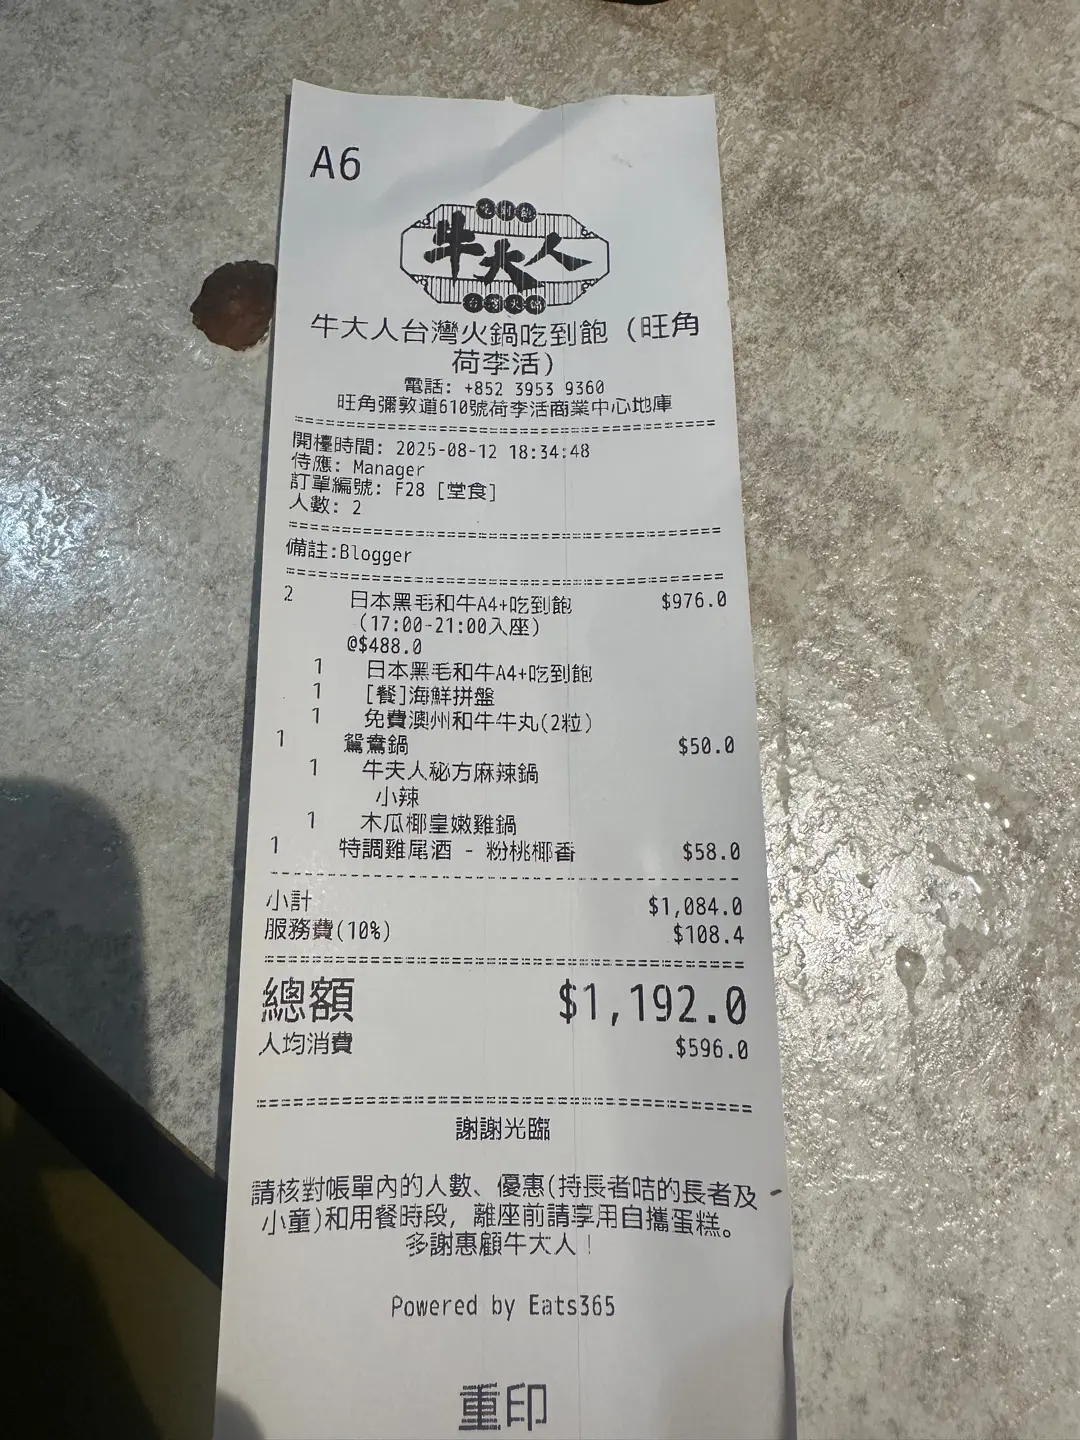 A6
吃到飽
牛大人
台灣火鍋
牛大人台灣火鍋吃到飽（旺角
荷李活）
電話: +852 3953 9360
旺角彌敦道610號荷李活商業中心地庫
開檯時間: 2025-08-12 18:34:48
侍應: Manager
訂單編號: F28 [堂食]
人數: 2
備註:Blogger
2 日本黑毛和牛A4+吃到飽 $976.0
(17:00-21:00入座)
@$488.0
1 日本黑毛和牛A4+吃到飽
1 [餐]海鮮拼盤
1 免費澳州和牛牛丸(2粒)
1 鴛鴦鍋 $50.0
1 牛夫人秘方麻辣鍋
小辣
1 木瓜椰皇嫩雞鍋
1 特調雞尾酒 - 粉桃椰香 $58.0
小計 $1,084.0
服務費(10%) $108.4
總額 $1,192.0
人均消費 $596.0
謝謝光臨
請核對帳單內的人數、優惠(持長者咭的長者及
小童)和用餐時段，離座前請享用自攜蛋糕。
多謝惠顧牛大人！
Powered by Eats365
重印